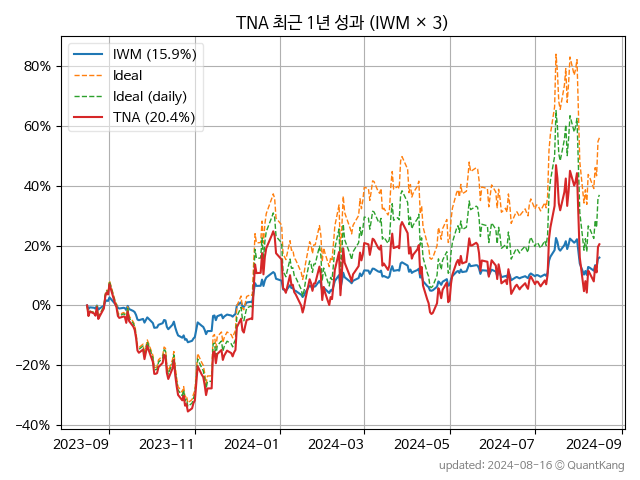 TNA 최근 1년 성과 (IWM × 3)
IWM (15.9%)
Ideal
Ideal (daily)
TNA (20.4%)
80%
60%
40%
20%
0%
−20%
−40%
2023-09 2023-11 2024-01 2024-03 2024-05 2024-07 2024-09
updated: 2024-08-16 © QuantKang